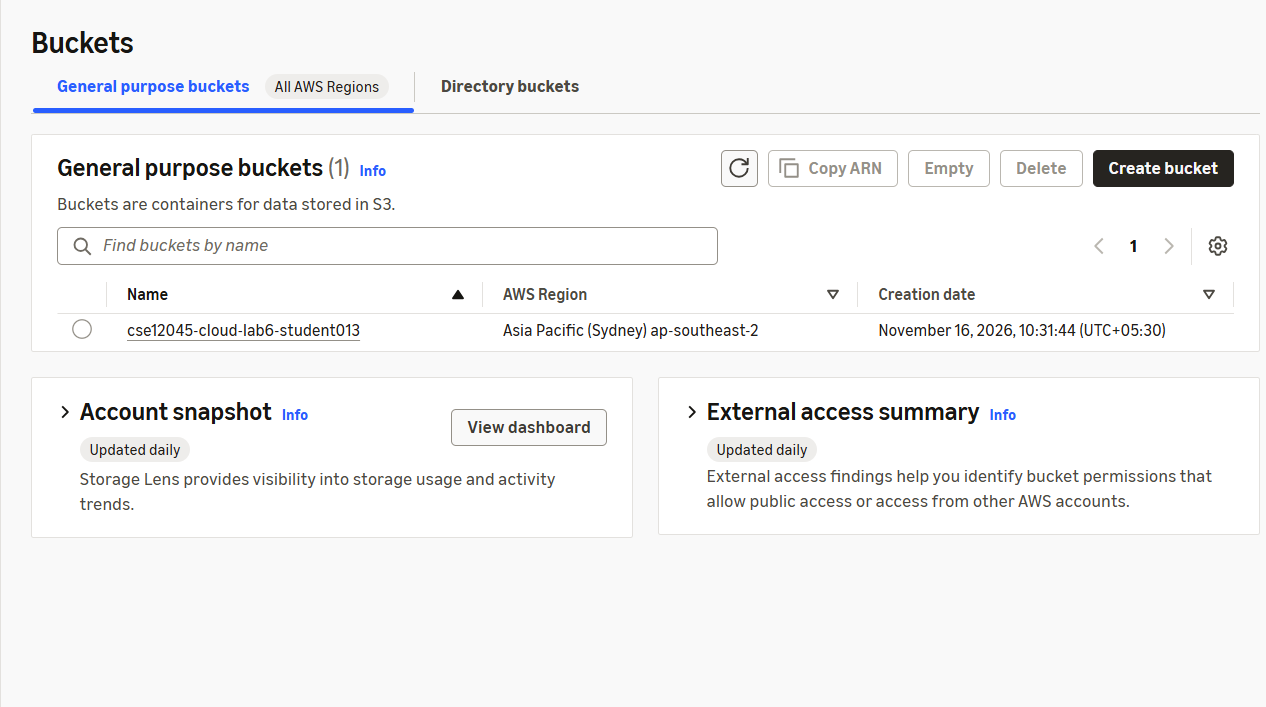 Buckets
General purpose buckets All AWS Regions Directory buckets
General purpose buckets (1) Info
Copy ARN Empty Delete Create bucket
Buckets are containers for data stored in S3.
Find buckets by name
1
Name AWS Region Creation date
cse12045-cloud-lab6-student013 Asia Pacific (Sydney) ap-southeast-2 November 16, 2026, 10:31:44 (UTC+05:30)
Account snapshot Info
View dashboard
Updated daily
Storage Lens provides visibility into storage usage and activity
trends.
External access summary Info
Updated daily
External access findings help you identify bucket permissions that
allow public access or access from other AWS accounts.